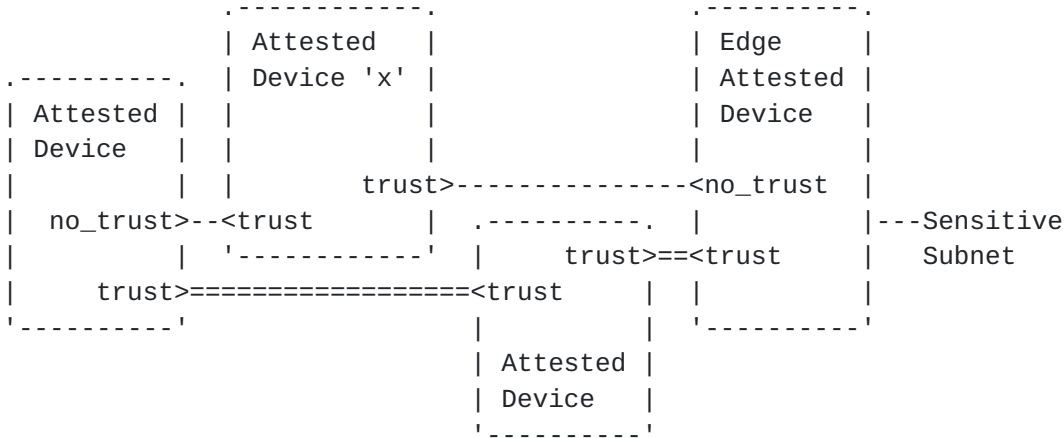 .------------. .----------.
| Attested | | Edge |
.----------. | Device 'x' | | Attested |
| Attested | | | | Device |
| Device | | | | |
| | | trust>---------------<no_trust |
| no_trust>--<trust | .----------. | |---Sensitive
| | '------------' | trust>==<trust | Subnet
| trust>==================<trust | | |
'----------' | | '----------'
| Attested |
| Device |
'----------'